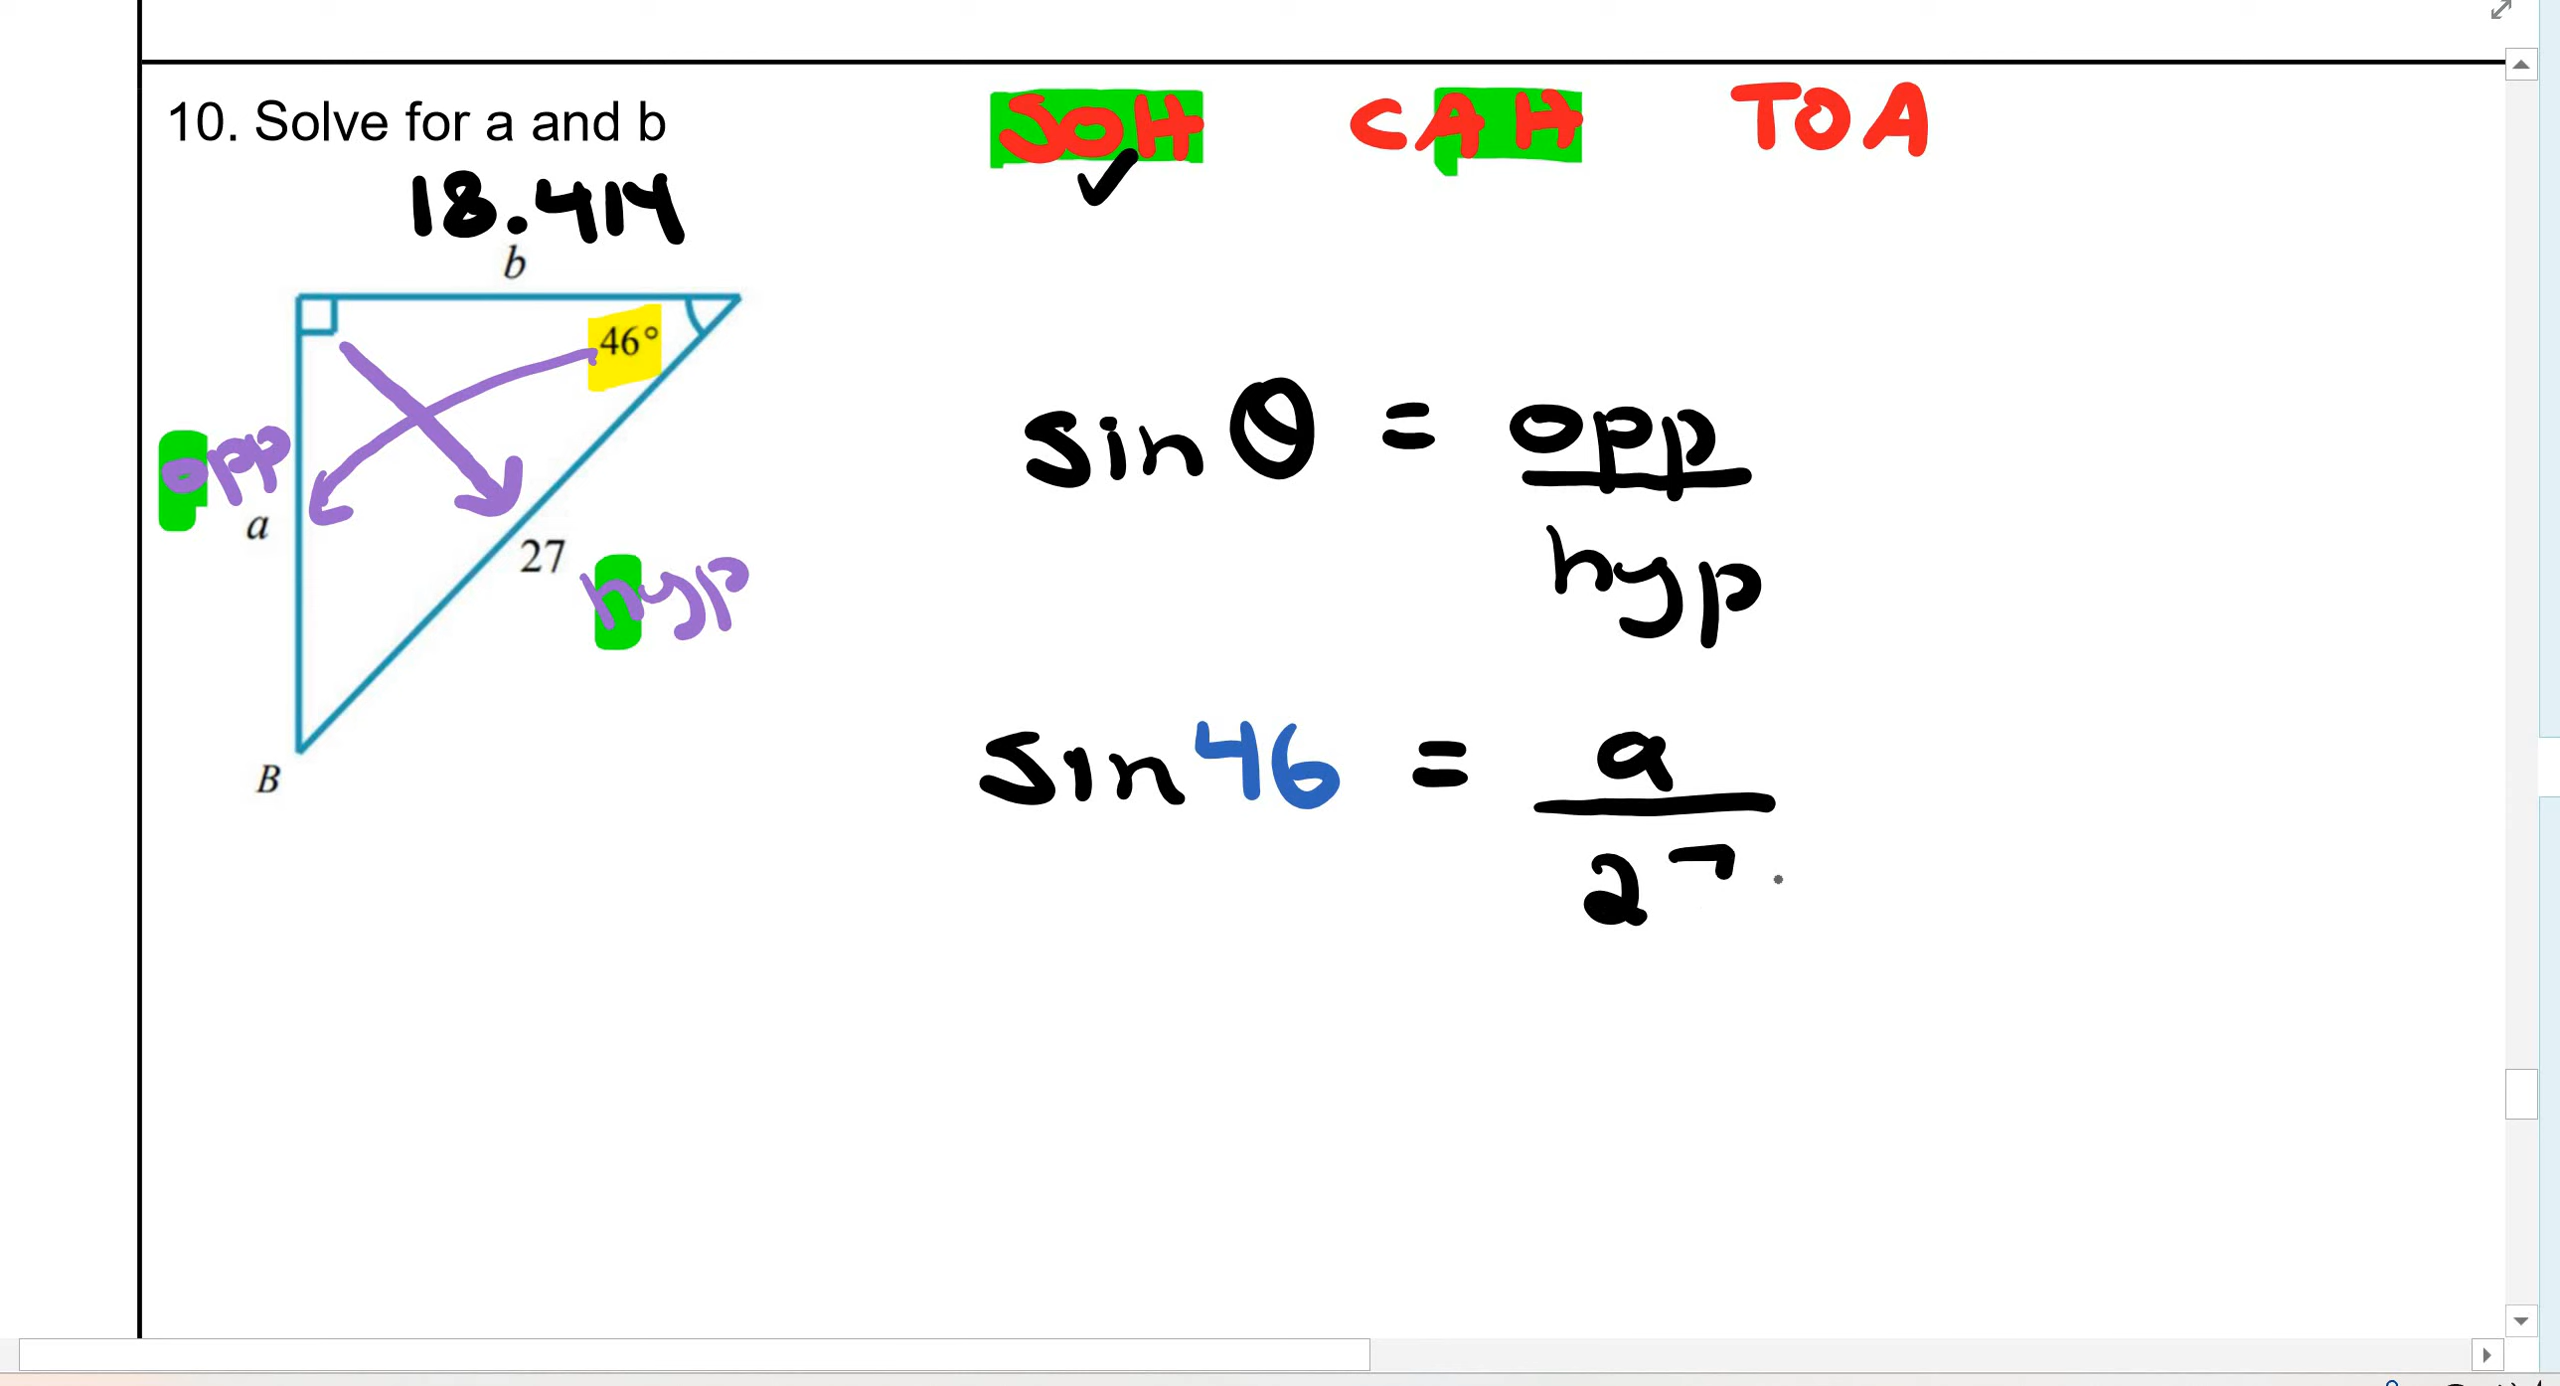 10. Solve for a and b
SOH CAH TOA
18.414
b
46°
opp
a
27
hyp
B
sin θ = opp
hyp
sin 46 = a
27